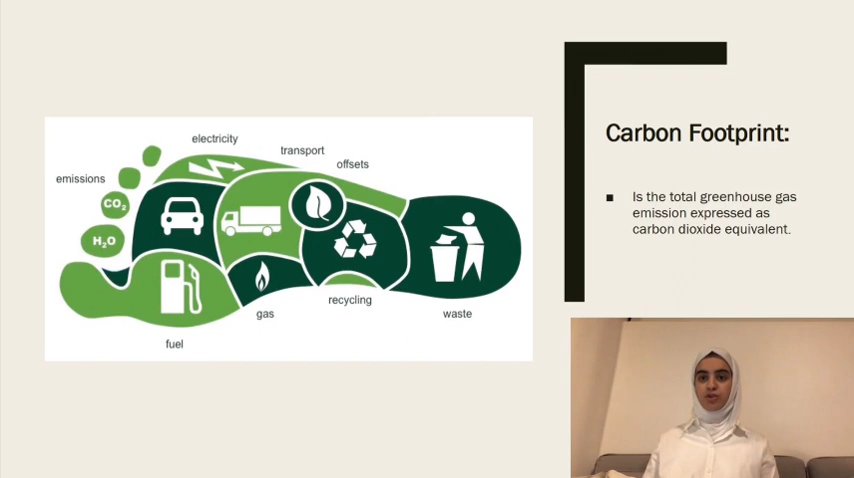 electricity
transport
offsets
emissions
CO₂
H₂O
recycling
gas
waste
fuel
Carbon Footprint:
■ Is the total greenhouse gas
emission expressed as
carbon dioxide equivalent.